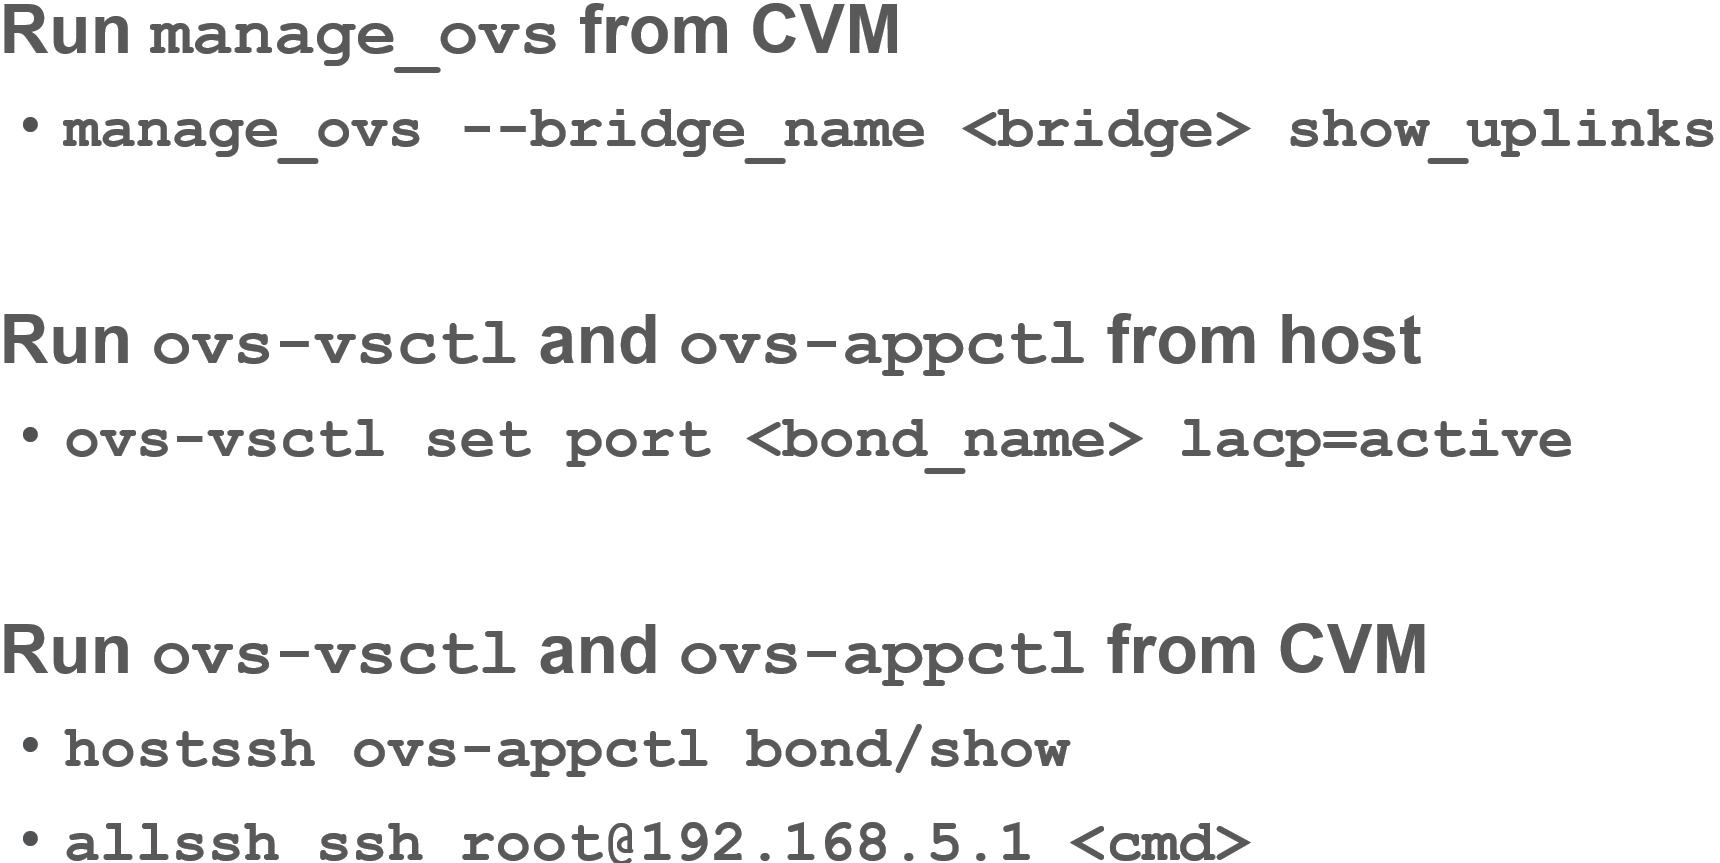 Run manage_ovs from CVM
• manage_ovs --bridge_name <bridge> show_uplinks
Run ovs-vsctl and ovs-appctl from host
• ovs-vsctl set port <bond_name> lacp=active
Run ovs-vsctl and ovs-appctl from CVM
• hostssh ovs-appctl bond/show
• allssh ssh root@192.168.5.1 <cmd>